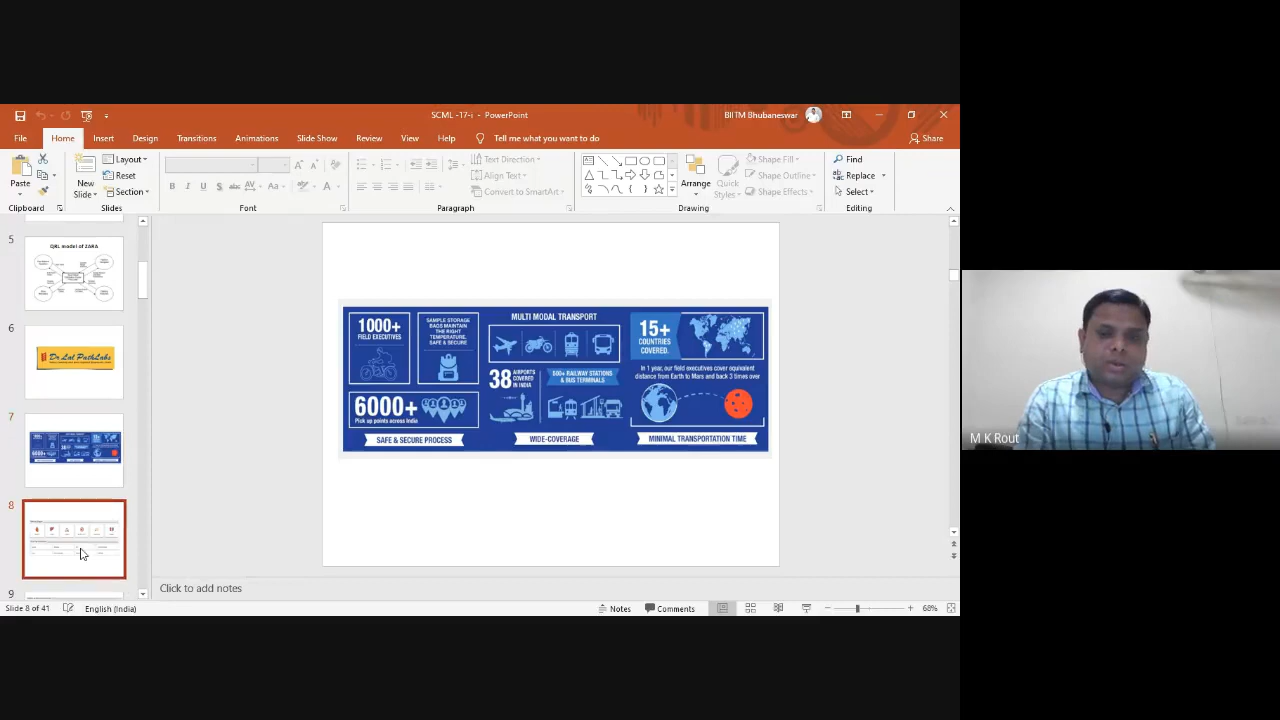 SCML -17-i - PowerPoint
BIITM Bhubaneswar
File Home Insert Design Transitions Animations Slide Show Review View Help Tell me what you want to do Share
Paste
New Slide
Layout
Reset
Section
Text Direction
Align Text
Convert to SmartArt
Arrange
Quick Styles
Shape Fill
Shape Outline
Shape Effects
Find
Replace
Select
Clipboard Slides Font Paragraph Drawing Editing
5
QRL model of ZARA
6
Dr Lal PathLabs
7
8
9
1000+
FIELD EXECUTIVES
SAMPLE STORAGE
BAGS MAINTAIN
THE RIGHT
TEMPERATURE.
SAFE & SECURE
6000+
Pick up points across India
SAFE & SECURE PROCESS
MULTI MODAL TRANSPORT
38 AIRPORTS
COVERED
IN INDIA
500+ RAILWAY STATIONS
& BUS TERMINALS
WIDE-COVERAGE
15+
COUNTRIES
COVERED.
In 1 year, our field executives cover equivalent
distance from Earth to Mars and back 3 times over
MINIMAL TRANSPORTATION TIME
Click to add notes
Slide 8 of 41 English (India) Notes Comments 68%
M K Rout